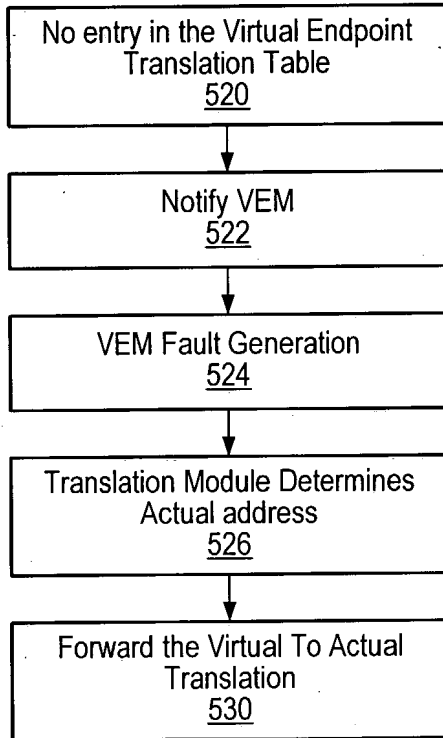 No entry in the Virtual Endpoint
Translation Table
520
Notify VEM
522
VEM Fault Generation
524
Translation Module Determines
Actual address
526
Forward the Virtual To Actual
Translation
530